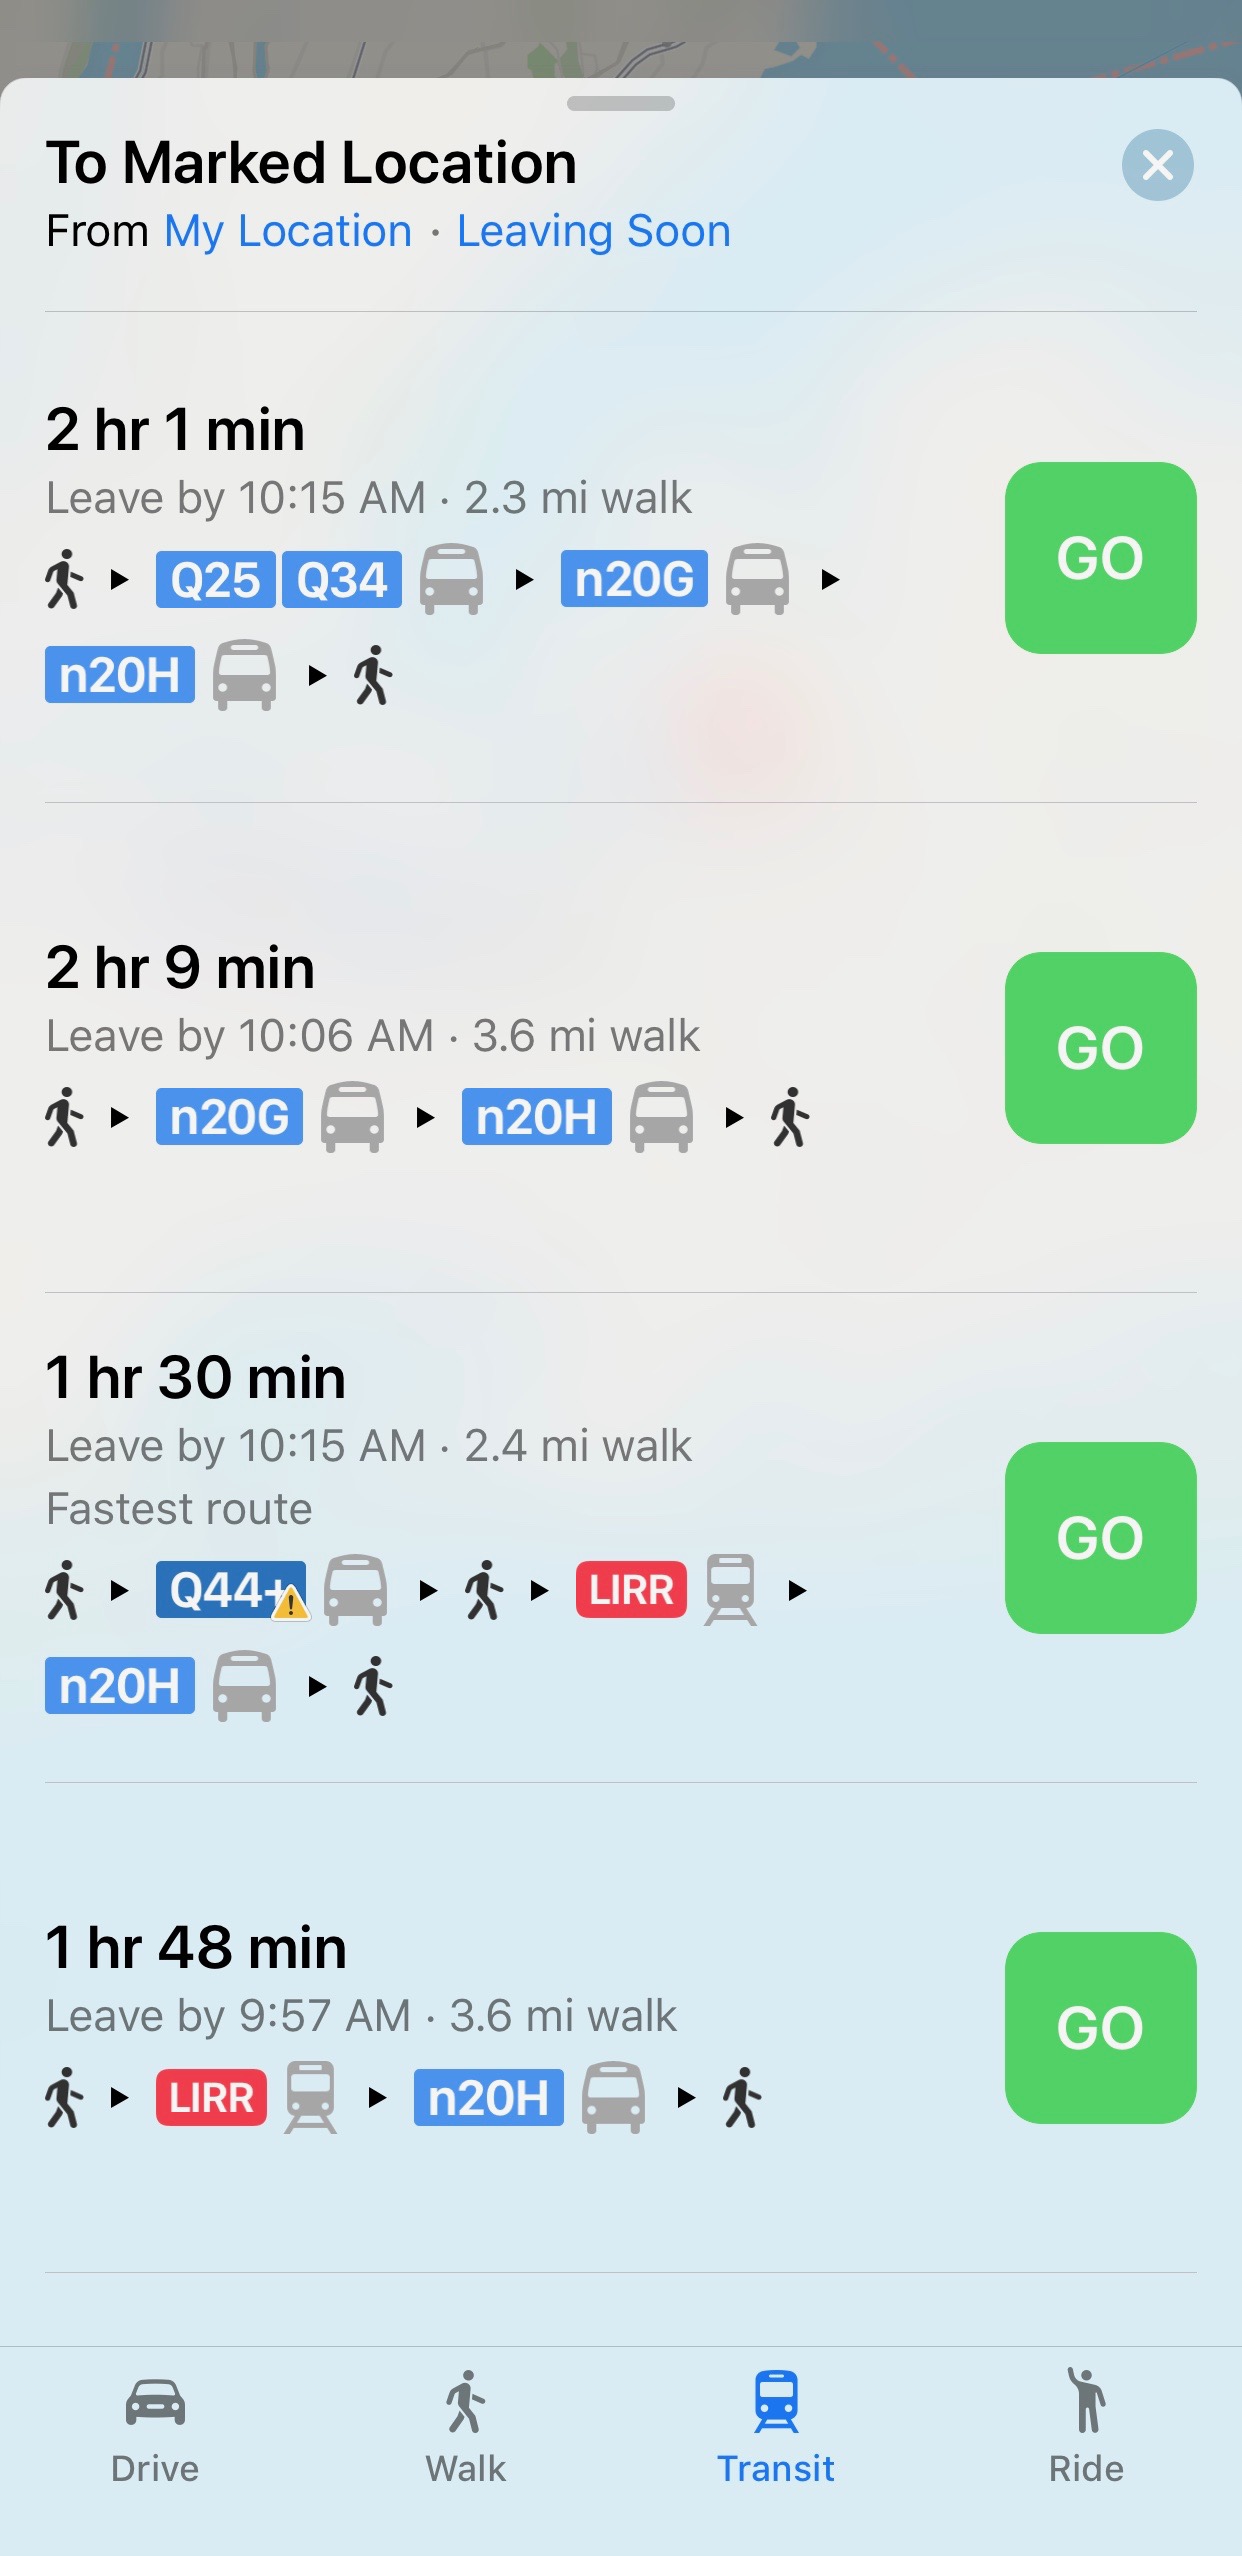 To Marked Location
From My Location · Leaving Soon
2 hr 1 min
Leave by 10:15 AM · 2.3 mi walk
Q25 Q34 n20G
n20H
GO
2 hr 9 min
Leave by 10:06 AM · 3.6 mi walk
n20G n20H
GO
1 hr 30 min
Leave by 10:15 AM · 2.4 mi walk
Fastest route
Q44+ LIRR
n20H
GO
1 hr 48 min
Leave by 9:57 AM · 3.6 mi walk
LIRR n20H
GO
Drive Walk Transit Ride